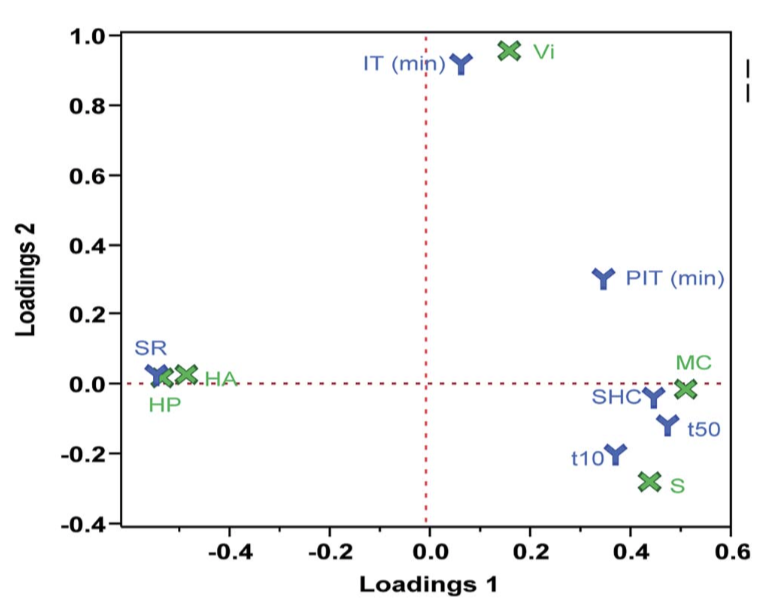 1.0
IT (min)
Vi
0.8
0.6
0.4
PIT (min)
Loadings 2
0.2
SR
MC
0.0
HA
HP
SHC
t50
-0.2
t10
S
-0.4
-0.4 -0.2 0.0 0.2 0.4 0.6
Loadings 1